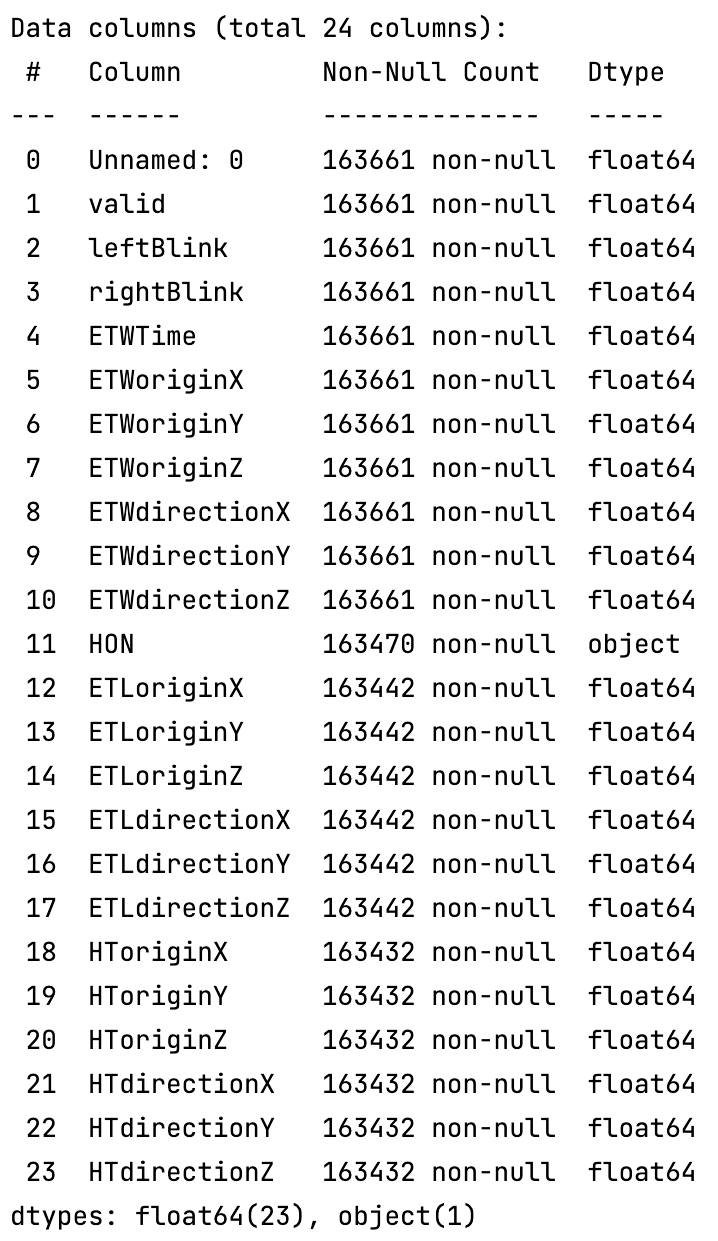 Data columns (total 24 columns):
#   Column         Non-Null Count   Dtype
---  ------         --------------   -----
0   Unnamed: 0     163661 non-null  float64
1   valid          163661 non-null  float64
2   leftBlink      163661 non-null  float64
3   rightBlink     163661 non-null  float64
4   ETWTime        163661 non-null  float64
5   ETWoriginX     163661 non-null  float64
6   ETWoriginY     163661 non-null  float64
7   ETWoriginZ     163661 non-null  float64
8   ETWdirectionX  163661 non-null  float64
9   ETWdirectionY  163661 non-null  float64
10  ETWdirectionZ  163661 non-null  float64
11  HON            163470 non-null  object
12  ETLoriginX     163442 non-null  float64
13  ETLoriginY     163442 non-null  float64
14  ETLoriginZ     163442 non-null  float64
15  ETLdirectionX  163442 non-null  float64
16  ETLdirectionY  163442 non-null  float64
17  ETLdirectionZ  163442 non-null  float64
18  HToriginX      163432 non-null  float64
19  HToriginY      163432 non-null  float64
20  HToriginZ      163432 non-null  float64
21  HTdirectionX   163432 non-null  float64
22  HTdirectionY   163432 non-null  float64
23  HTdirectionZ   163432 non-null  float64
dtypes: float64(23), object(1)